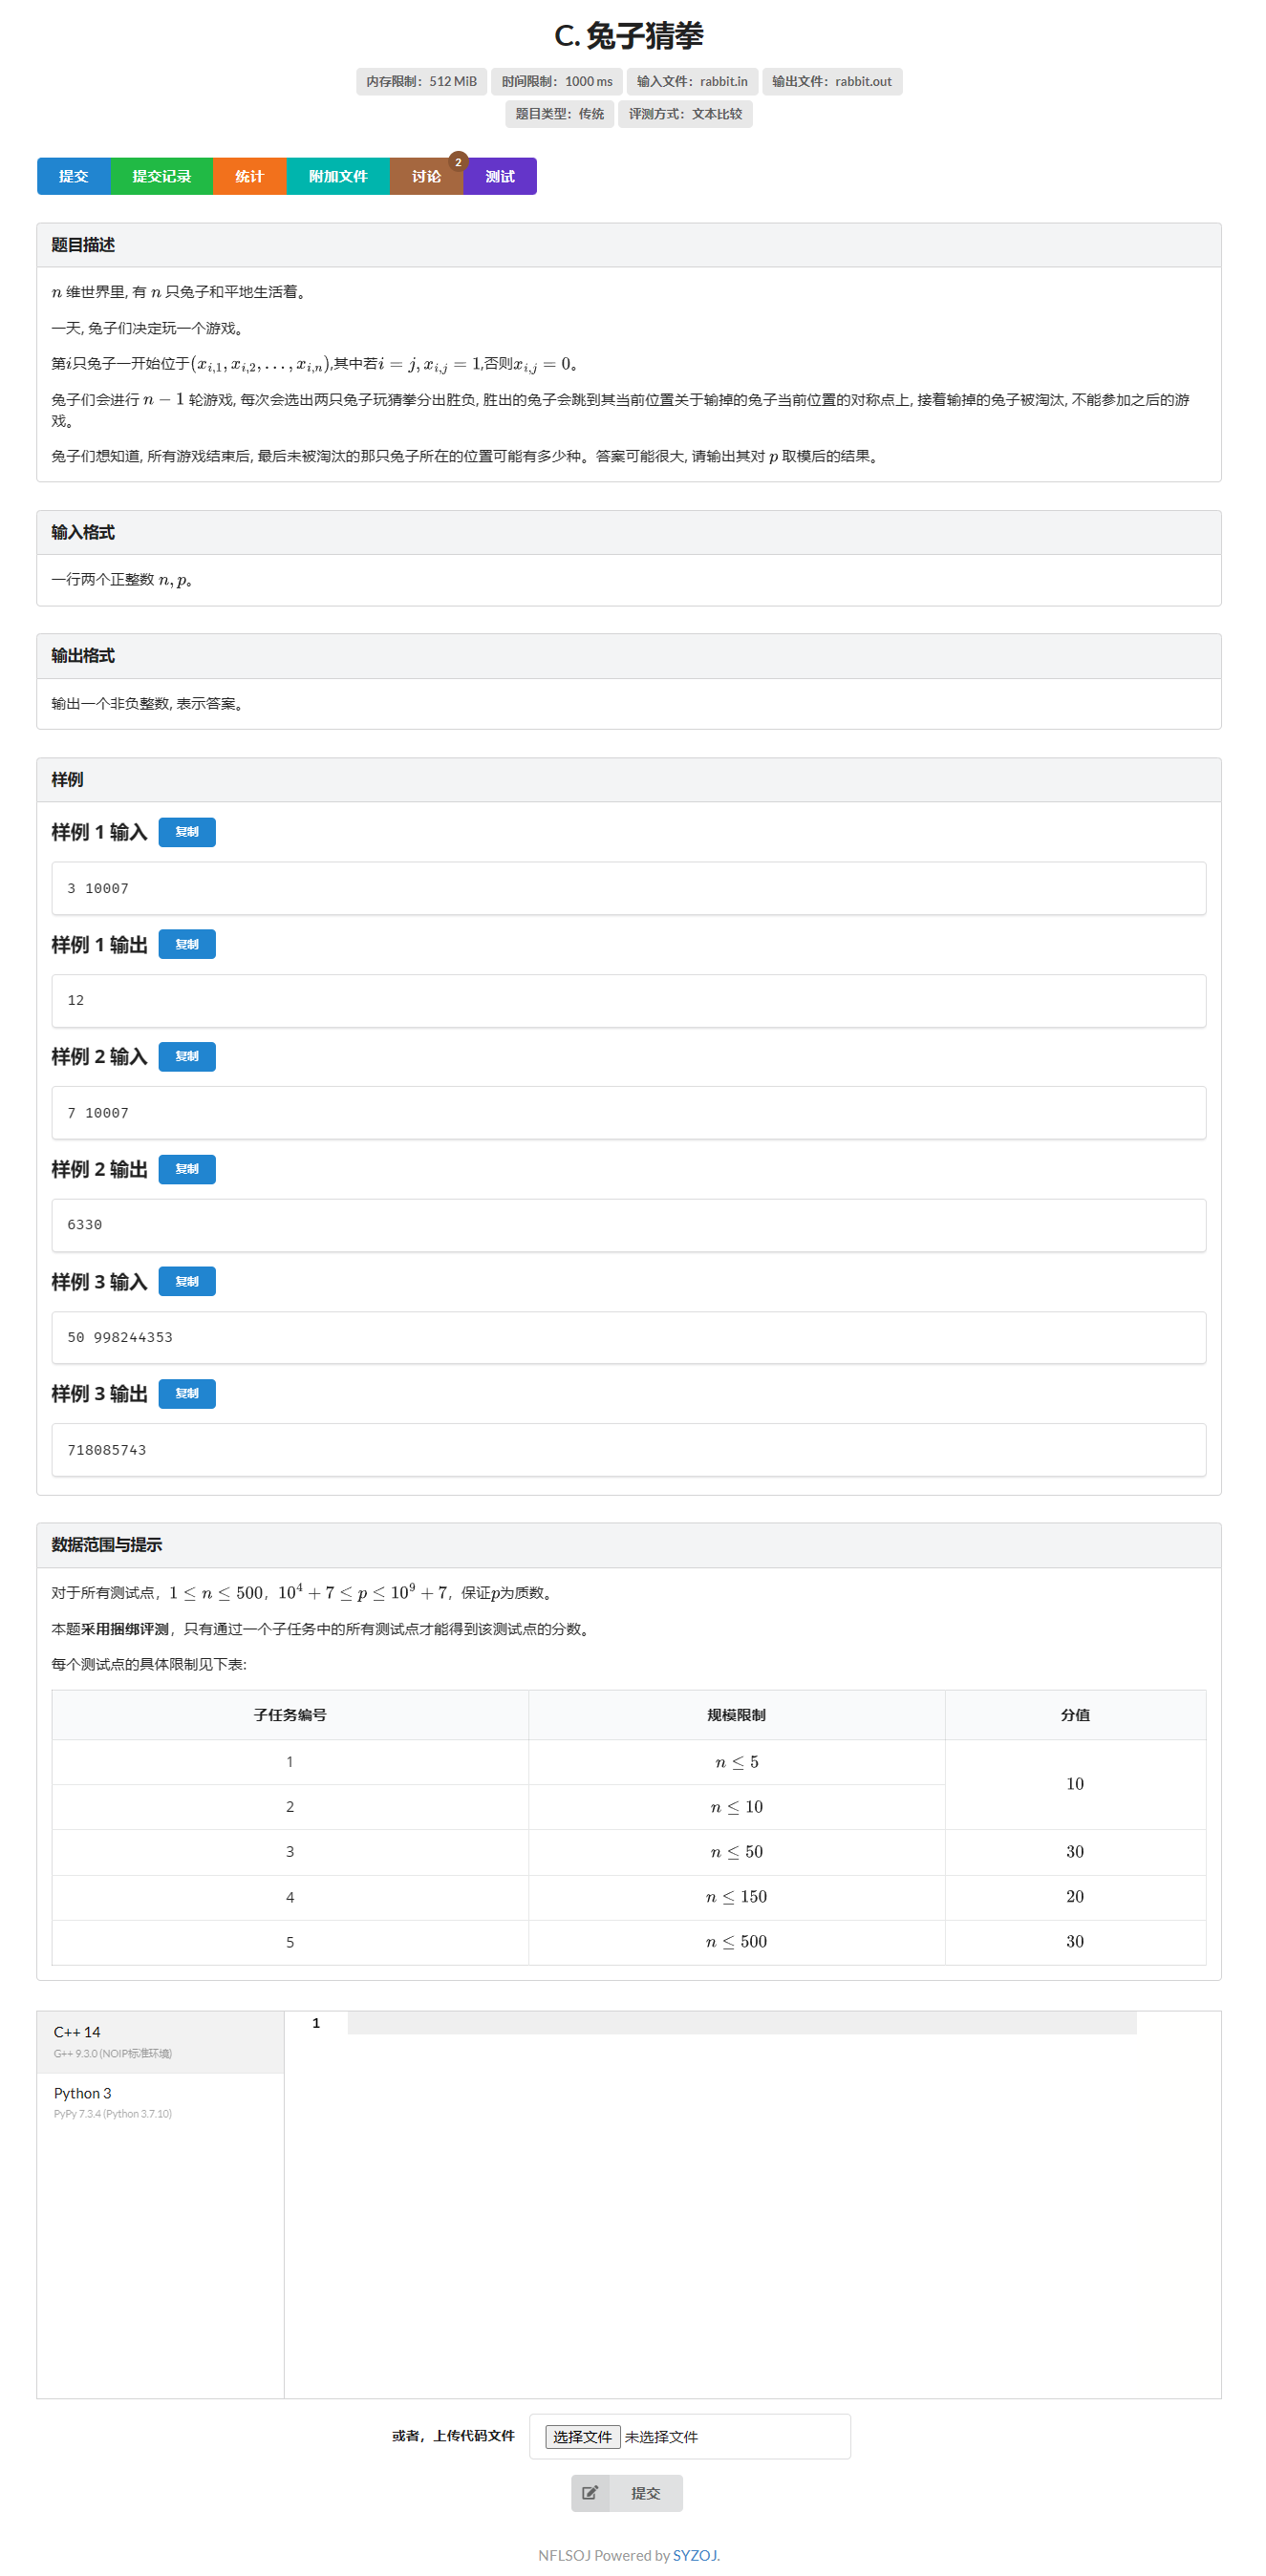 C. 兔子猜拳
内存限制：512 MiB 时间限制：1000 ms 输入文件：rabbit.in 输出文件：rabbit.out
题目类型：传统 评测方式：文本比较
提交 提交记录 统计 附加文件 讨论 2 测试
题目描述
n 维世界里, 有 n 只兔子和平地生活着。
一天, 兔子们决定玩一个游戏。
第i只兔子一开始位于(x_{i,1}, x_{i,2}, …, x_{i,n}),其中若i = j, x_{i,j} = 1,否则x_{i,j} = 0。
兔子们会进行 n − 1 轮游戏, 每次会选出两只兔子玩猜拳分出胜负, 胜出的兔子会跳到其当前位置关于输掉的兔子当前位置的对称点上, 接着输掉的兔子被淘汰, 不能参加之后的游
戏。
兔子们想知道, 所有游戏结束后, 最后未被淘汰的那只兔子所在的位置可能有多少种。答案可能很大, 请输出其对 p 取模后的结果。
输入格式
一行两个正整数 n, p。
输出格式
输出一个非负整数, 表示答案。
样例
样例 1 输入 复制
3 10007
样例 1 输出 复制
12
样例 2 输入 复制
7 10007
样例 2 输出 复制
6330
样例 3 输入 复制
50 998244353
样例 3 输出 复制
718085743
数据范围与提示
对于所有测试点，1 ≤ n ≤ 500，10^4 + 7 ≤ p ≤ 10^9 + 7，保证p为质数。
本题采用捆绑评测，只有通过一个子任务中的所有测试点才能得到该测试点的分数。
每个测试点的具体限制见下表:
子任务编号 规模限制 分值
1 n ≤ 5 10
2 n ≤ 10
3 n ≤ 50 30
4 n ≤ 150 20
5 n ≤ 500 30
C++ 14
G++ 9.3.0 (NOIP标准环境)
Python 3
PyPy 7.3.4 (Python 3.7.10)
1
或者，上传代码文件 选择文件 未选择文件
提交
NFLSOJ Powered by SYZOJ.